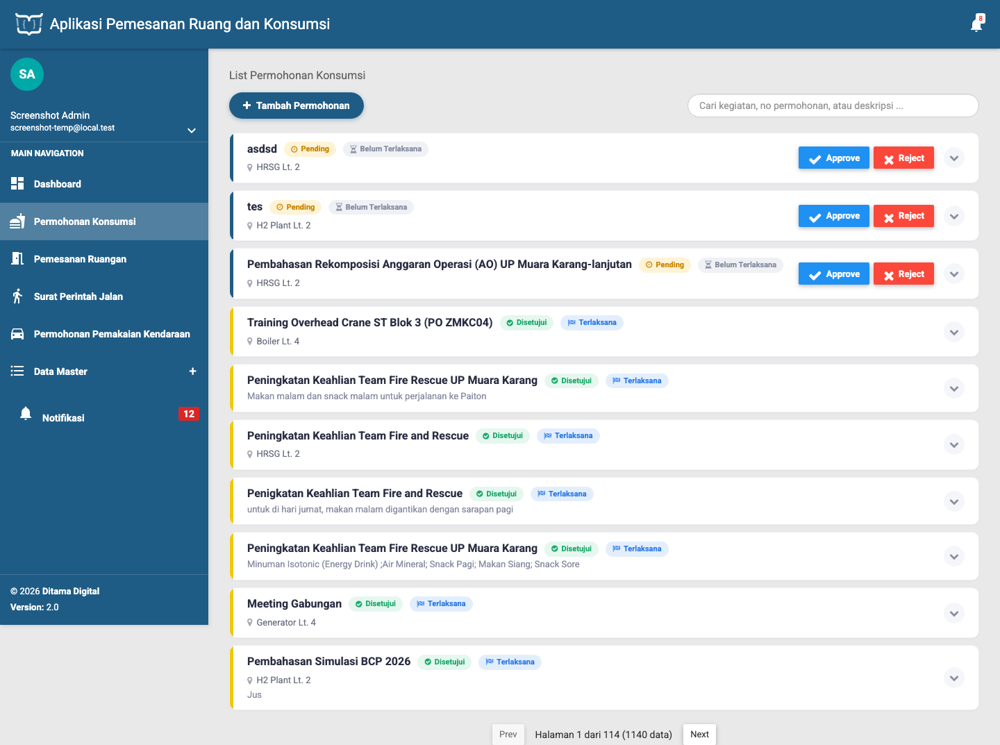 Aplikasi Pemesanan Ruang dan Konsumsi
8
SA
Screenshot Admin
screenshot-temp@local.test
MAIN NAVIGATION
Dashboard
Permohonan Konsumsi
Pemesanan Ruangan
Surat Perintah Jalan
Permohonan Pemakaian Kendaraan
Data Master
+
Notifikasi 12
© 2026 Ditama Digital
Version: 2.0
List Permohonan Konsumsi
+ Tambah Permohonan
Cari kegiatan, no permohonan, atau deskripsi ...
asdsd Pending Belum Terlaksana
HRSG Lt. 2
Approve Reject
tes Pending Belum Terlaksana
H2 Plant Lt. 2
Approve Reject
Pembahasan Rekomposisi Anggaran Operasi (AO) UP Muara Karang-lanjutan Pending Belum Terlaksana
HRSG Lt. 2
Approve Reject
Training Overhead Crane ST Blok 3 (PO ZMKC04) Disetujui Terlaksana
Boiler Lt. 4
Peningkatan Keahlian Team Fire Rescue UP Muara Karang Disetujui Terlaksana
Makan malam dan snack malam untuk perjalanan ke Paiton
Peningkatan Keahlian Team Fire and Rescue Disetujui Terlaksana
HRSG Lt. 2
Penigkatan Keahlian Team Fire and Rescue Disetujui Terlaksana
untuk di hari jumat, makan malam digantikan dengan sarapan pagi
Peningkatan Keahlian Team Fire Rescue UP Muara Karang Disetujui Terlaksana
Minuman Isotonic (Energy Drink) ;Air Mineral; Snack Pagi; Makan Siang; Snack Sore
Meeting Gabungan Disetujui Terlaksana
Generator Lt. 4
Pembahasan Simulasi BCP 2026 Disetujui Terlaksana
H2 Plant Lt. 2
Jus
Prev Halaman 1 dari 114 (1140 data) Next